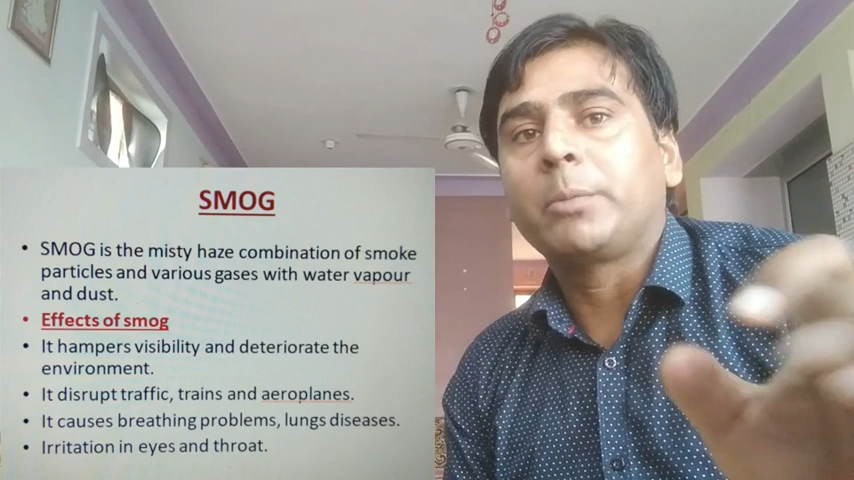 SMOG
• SMOG is the misty haze combination of smoke
particles and various gases with water vapour
and dust.
• Effects of smog
• It hampers visibility and deteriorate the
environment.
• It disrupt traffic, trains and aeroplanes.
• It causes breathing problems, lungs diseases.
• Irritation in eyes and throat.